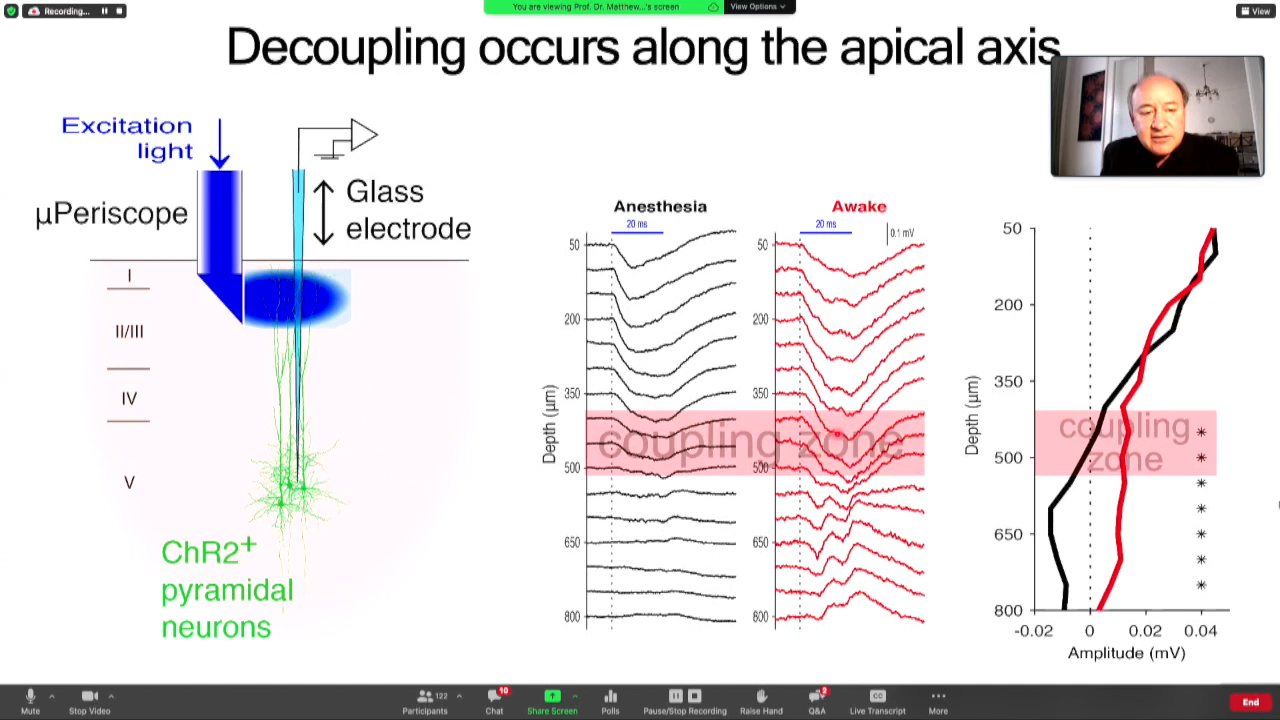 Recording...
You are viewing Prof. Dr. Matthew...'s screen
View Options
View
Decoupling occurs along the apical axis
Excitation
light
µPeriscope
Glass
electrode
I
II/III
IV
V
ChR2+
pyramidal
neurons
Anesthesia
20 ms
Awake
20 ms
0.1 mV
Depth (µm)
50
200
350
500
650
800
50
200
350
500
650
800
coupling zone
Depth (µm)
50
200
350
500
650
800
coupling
zone
*
*
*
*
*
*
*
-0.02
0
0.02
0.04
Amplitude (mV)
Mute
Stop Video
Participants
122
Chat
10
Share Screen
Polls
Pause/Stop Recording
Raise Hand
Q&A
2
CC
Live Transcript
More
End